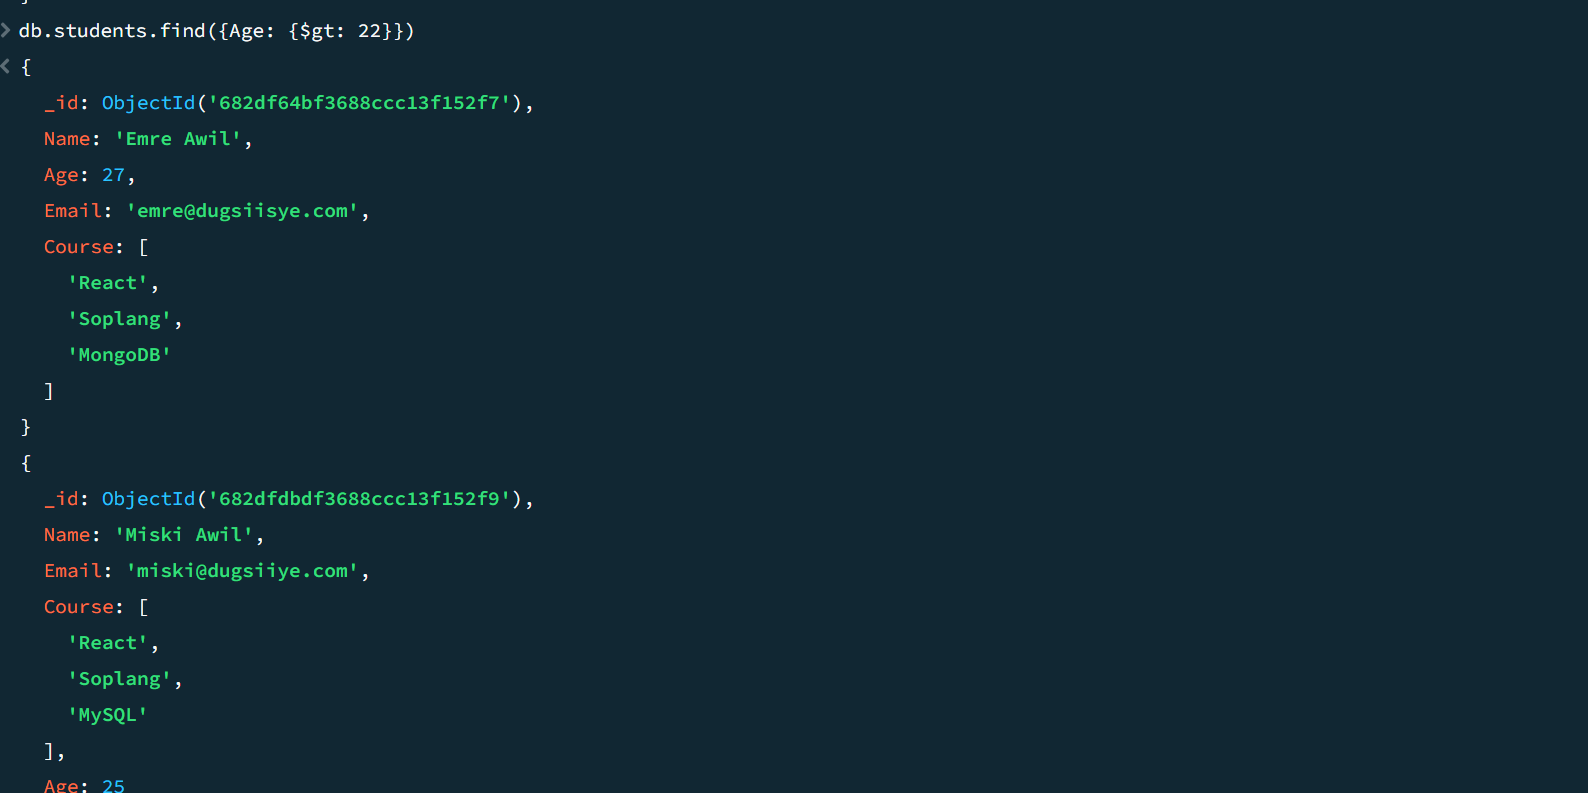 }
> db.students.find({Age: {$gt: 22}})
< {
_id: ObjectId('682df64bf3688ccc13f152f7'),
Name: 'Emre Awil',
Age: 27,
Email: 'emre@dugsiisye.com',
Course: [
'React',
'Soplang',
'MongoDB'
]
}
{
_id: ObjectId('682dfdbdf3688ccc13f152f9'),
Name: 'Miski Awil',
Email: 'miski@dugsiiye.com',
Course: [
'React',
'Soplang',
'MySQL'
],
Age: 25